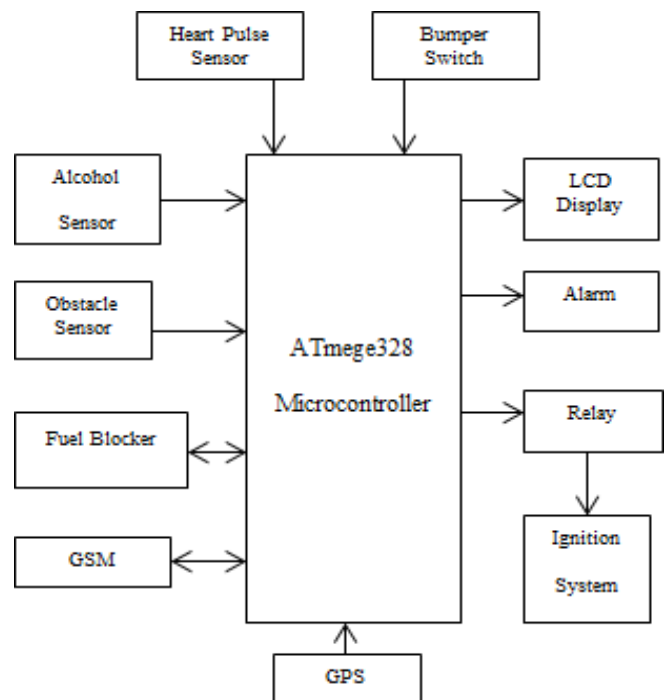 Heart Pulse
Sensor
Bumper
Switch
Alcohol
Sensor
LCD
Display
Obstacle
Sensor
Alarm
ATmege328
Microcontroller
Relay
Fuel Blocker
GSM
Ignition
System
GPS